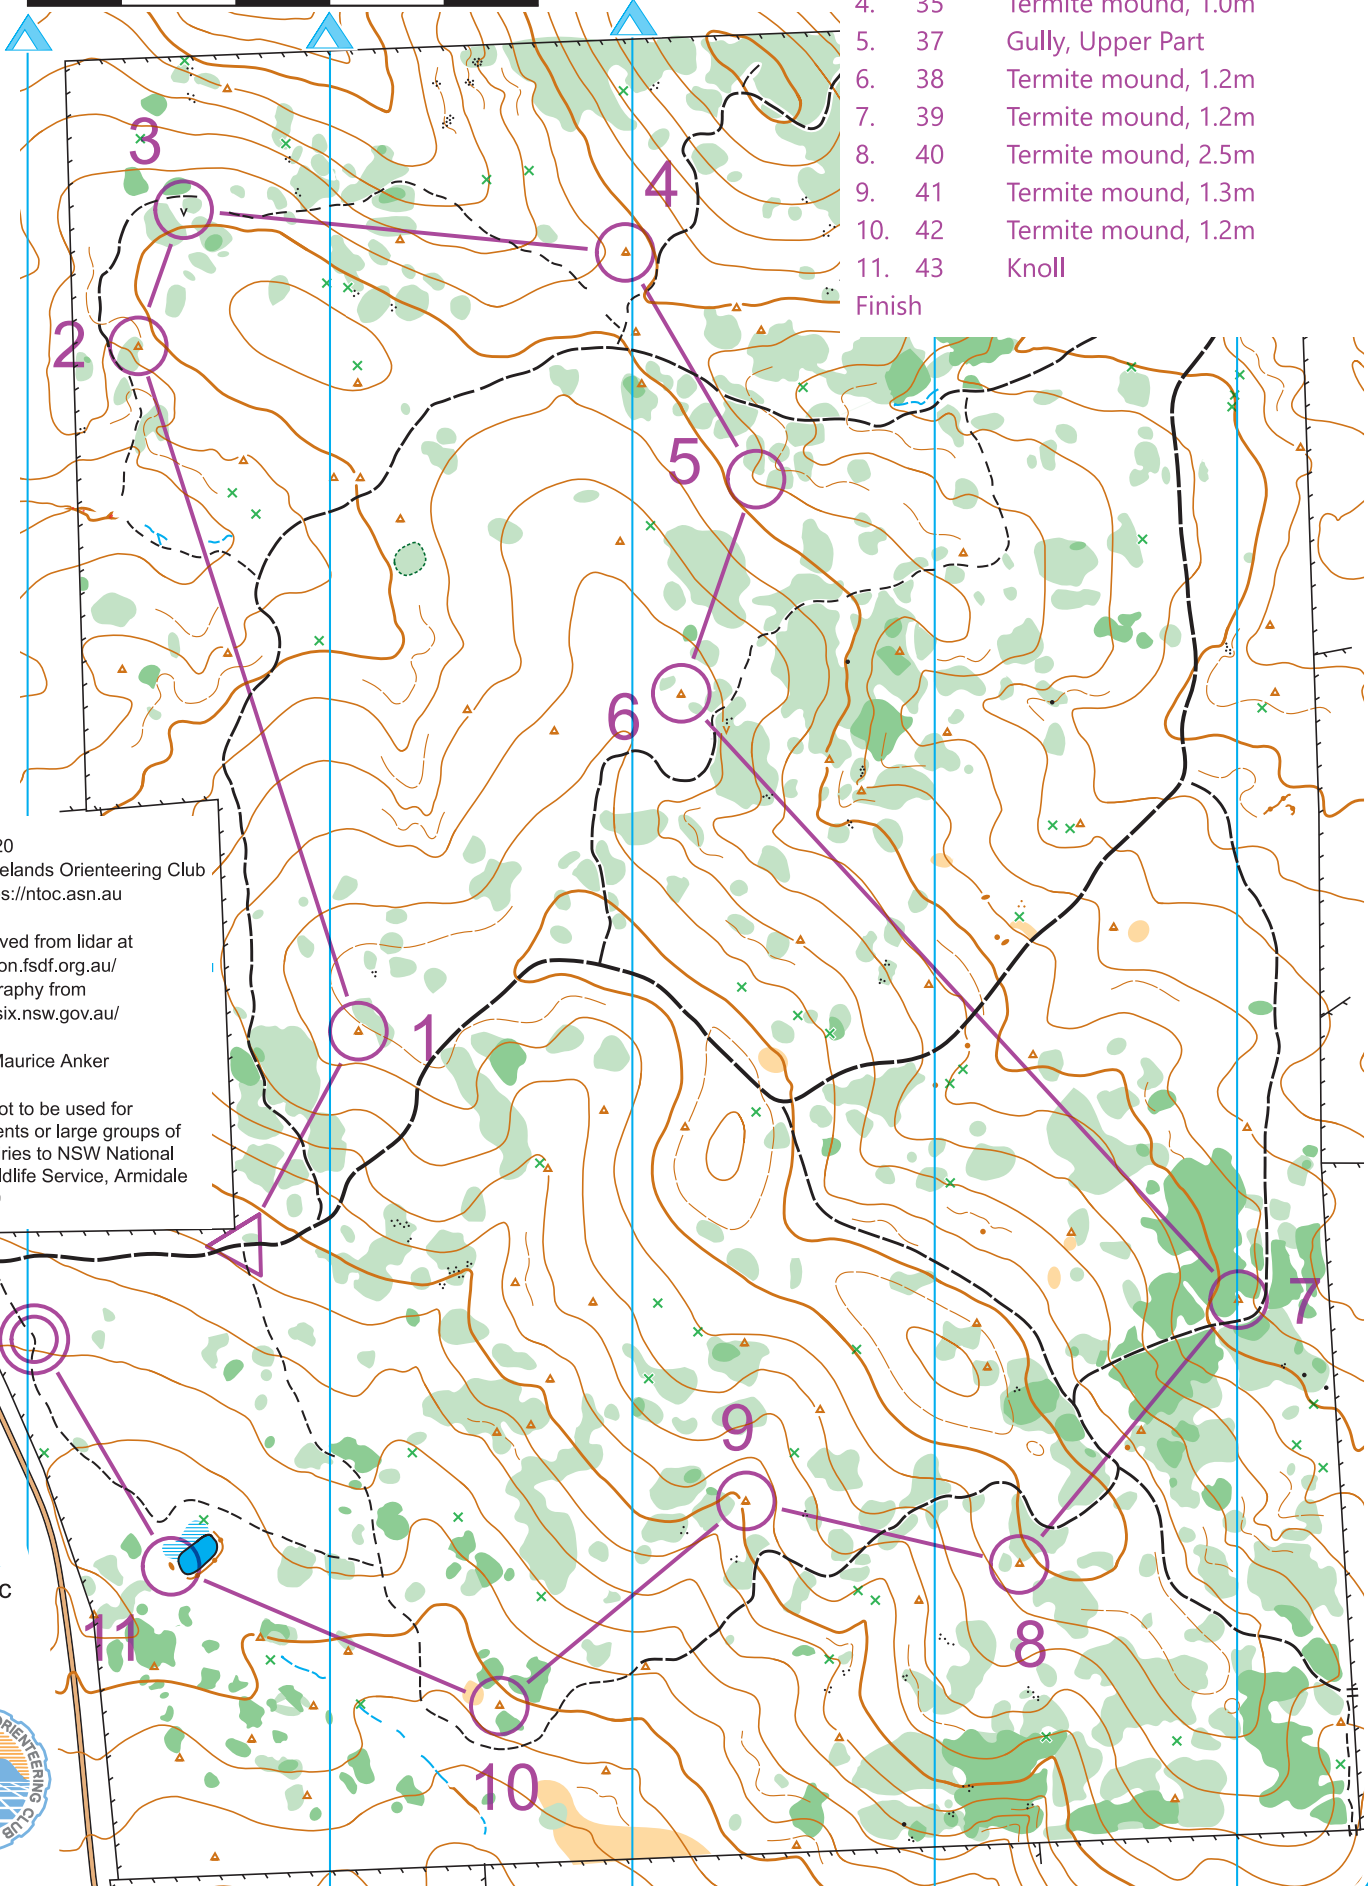 4. 35 Termite mound, 1.0m
5. 37 Gully, Upper Part
6. 38 Termite mound, 1.2m
7. 39 Termite mound, 1.2m
8. 40 Termite mound, 2.5m
9. 41 Termite mound, 1.3m
10. 42 Termite mound, 1.2m
11. 43 Knoll
Finish
3
4
2
5
6
20
elands Orienteering Club
s://ntoc.asn.au
ved from lidar at
on.fsdf.org.au/
raphy from
six.nsw.gov.au/
1
Maurice Anker
ot to be used for
ents or large groups of
ries to NSW National
ldlife Service, Armidale
7
9
C
11
8
10
ORIENTEERING CLUB